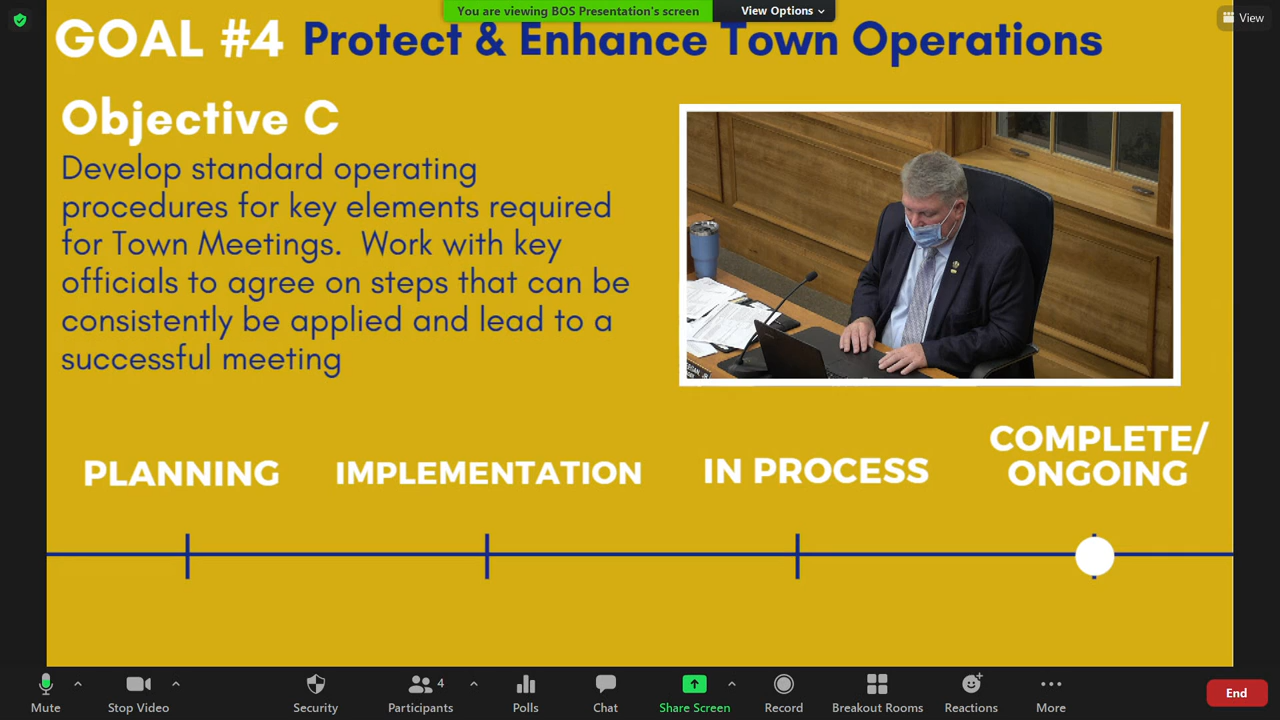 You are viewing BOS Presentation's screen
View Options
View
GOAL #4 Protect & Enhance Town Operations
Objective C
Develop standard operating
procedures for key elements required
for Town Meetings. Work with key
officials to agree on steps that can be
consistently be applied and lead to a
successful meeting
PLANNING
IMPLEMENTATION
IN PROCESS
COMPLETE/
ONGOING
Mute
Stop Video
Security
Participants
4
Polls
Chat
Share Screen
Record
Breakout Rooms
Reactions
More
End